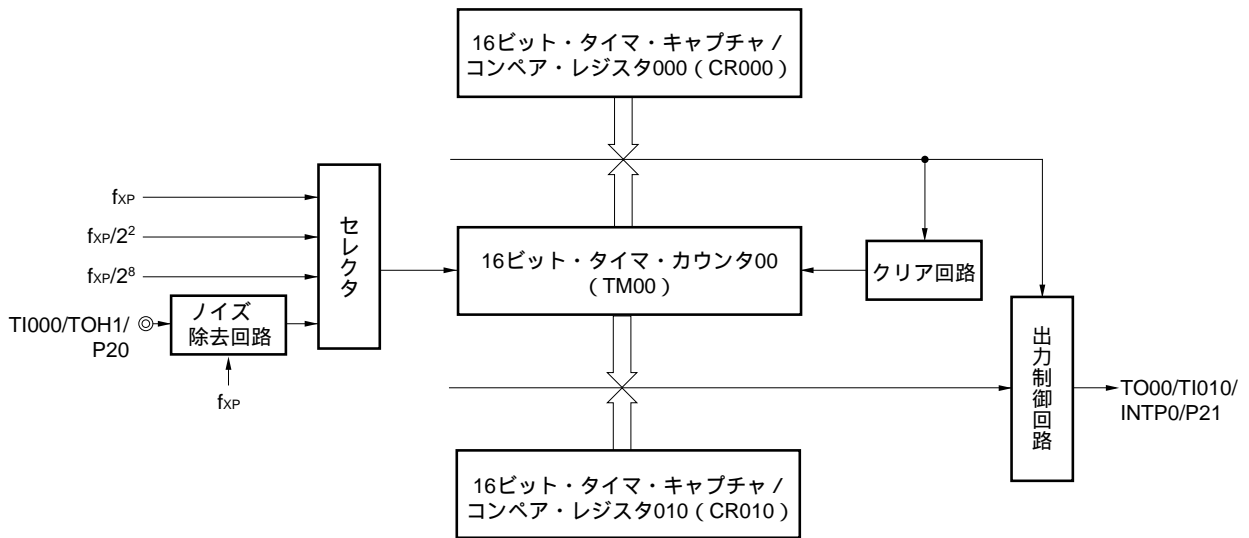 16ビット・タイマ・キャプチャ /
コンペア・レジスタ000（CR000）
fXP
fXP/2²
fXP/2⁸
セレクタ
16ビット・タイマ・カウンタ00
（TM00）
クリア回路
TI000/TOH1/
P20
ノイズ
除去回路
fXP
出力制御回路
TO00/TI010/
INTP0/P21
16ビット・タイマ・キャプチャ /
コンペア・レジスタ010（CR010）